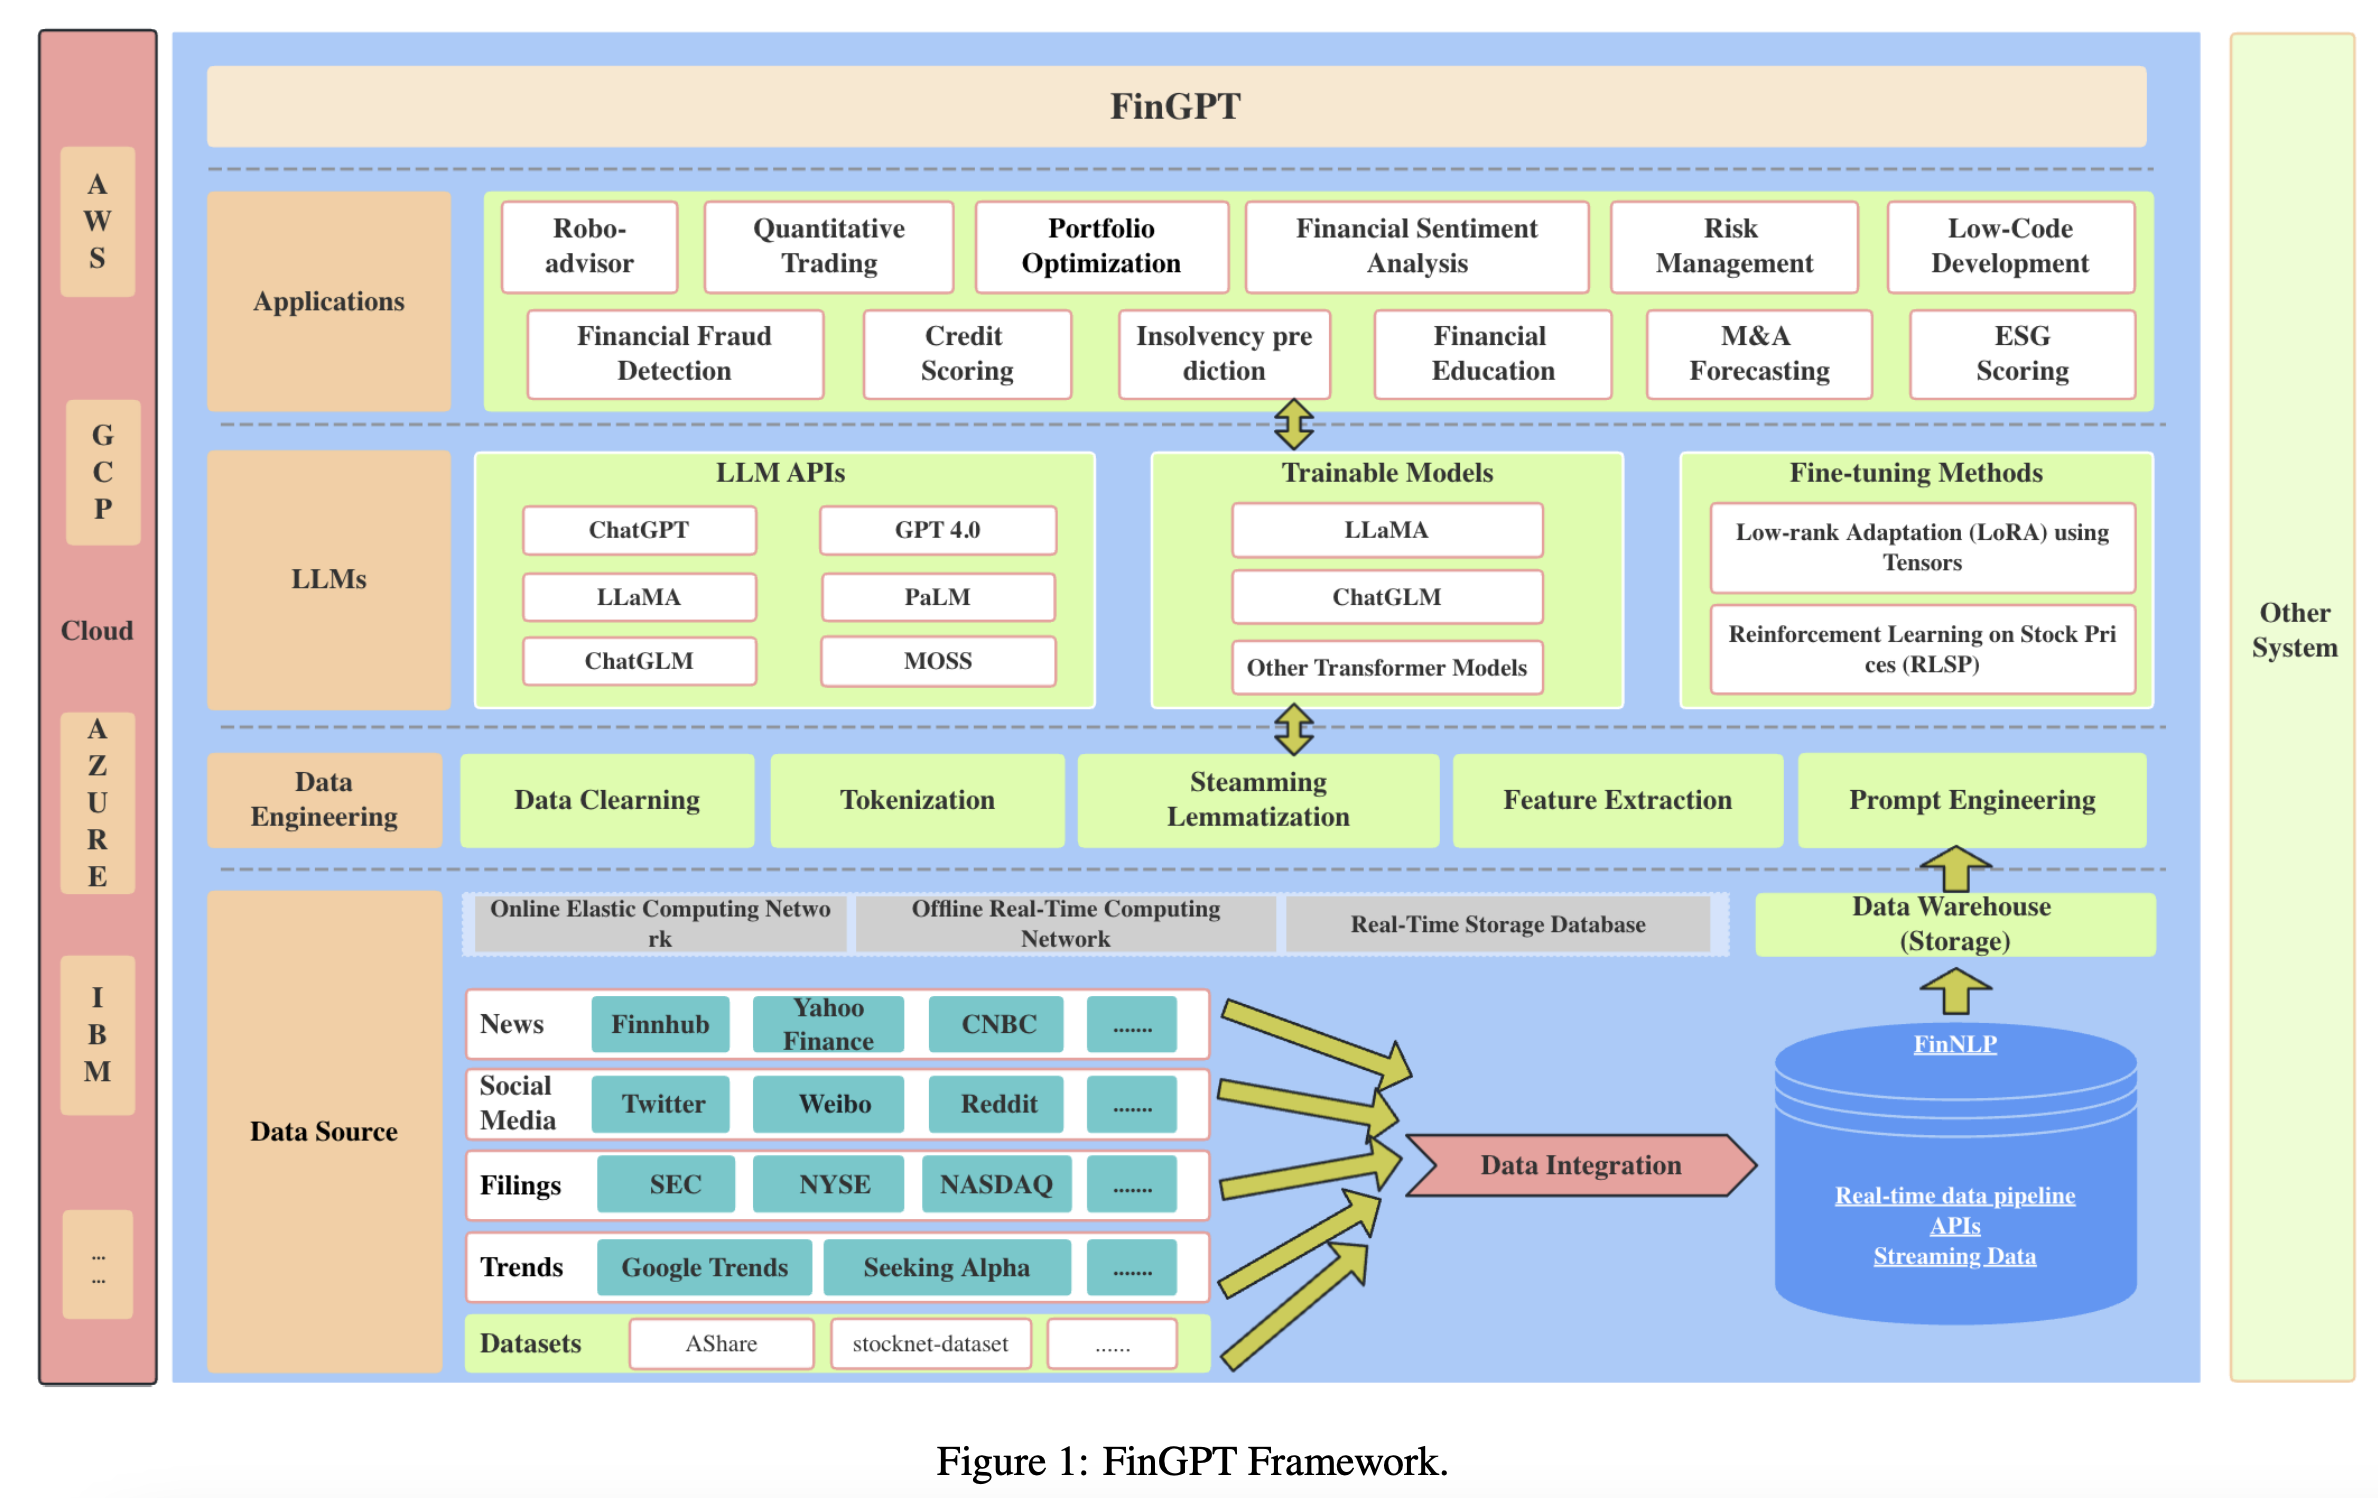 FinGPT
A
W
S
G
C
P
Cloud
A
Z
U
R
E
I
B
M
...
...
Applications
Robo-
advisor
Quantitative
Trading
Portfolio
Optimization
Financial Sentiment
Analysis
Risk
Management
Low-Code
Development
Financial Fraud
Detection
Credit
Scoring
Insolvency pre
diction
Financial
Education
M&A
Forecasting
ESG
Scoring
LLMs
LLM APIs
ChatGPT
GPT 4.0
LLaMA
PaLM
ChatGLM
MOSS
Trainable Models
LLaMA
ChatGLM
Other Transformer Models
Fine-tuning Methods
Low-rank Adaptation (LoRA) using
Tensors
Reinforcement Learning on Stock Pri
ces (RLSP)
Data
Engineering
Data Clearning
Tokenization
Steamming
Lemmatization
Feature Extraction
Prompt Engineering
Data Source
Online Elastic Computing Netwo
rk
Offline Real-Time Computing
Network
Real-Time Storage Database
Data Warehouse
(Storage)
News
Finnhub
Yahoo
Finance
CNBC
.......
Social
Media
Twitter
Weibo
Reddit
.......
Filings
SEC
NYSE
NASDAQ
.......
Trends
Google Trends
Seeking Alpha
.......
Datasets
AShare
stocknet-dataset
......
Data Integration
FinNLP
Real-time data pipeline
APIs
Streaming Data
Other
System
Figure 1: FinGPT Framework.